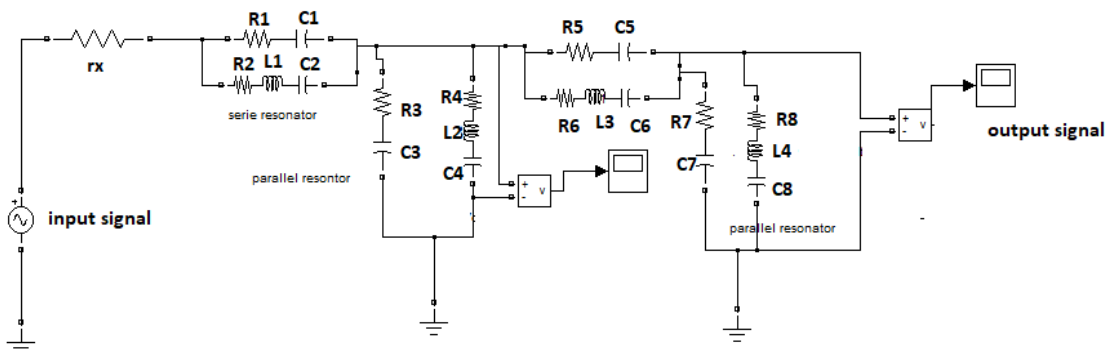 R1 C1
R5 C5
rx
R2 L1 C2
R3
R4
R6 L3 C6
R7
R8
serie resonator
L2
L4
output signal
+
-
v
C3
C4
C7
C8
parallel resontor
+
-
v
+
input signal
parallel resonator